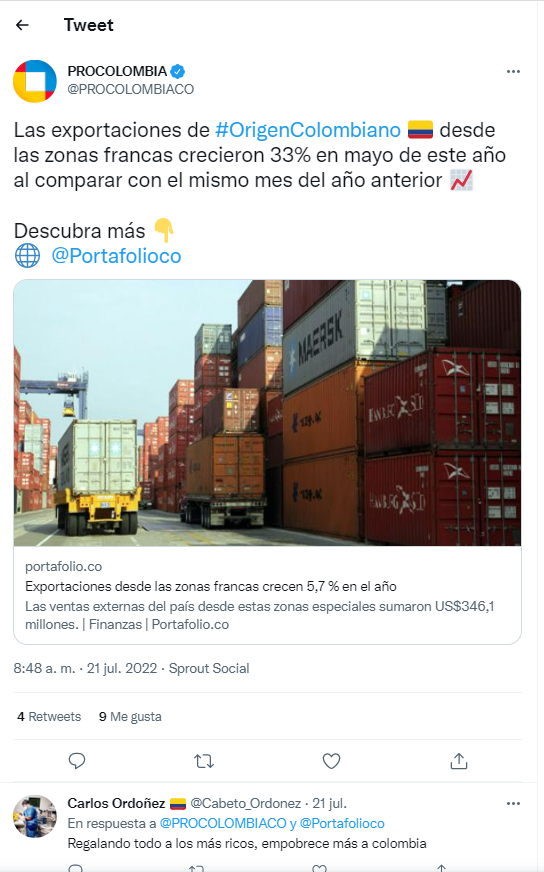 Tweet
PROCOLOMBIA
@PROCOLOMBIACO
Las exportaciones de #OrigenColombiano 🇨🇴 desde
las zonas francas crecieron 33% en mayo de este año
al comparar con el mismo mes del año anterior 📈
Descubra más 👇
🌐 @Portafolioco
MAERSK
HAMBURG SÜD
HAMBURG SÜD
portafolio.co
Exportaciones desde las zonas francas crecen 5,7 % en el año
Las ventas externas del país desde estas zonas especiales sumaron US$346,1
millones. | Finanzas | Portafolio.co
8:48 a. m. · 21 jul. 2022 · Sprout Social
4 Retweets 9 Me gusta
Carlos Ordoñez 🇨🇴 @Cabeto_Ordonez · 21 jul.
En respuesta a @PROCOLOMBIACO y @Portafolioco
Regalando todo a los más ricos, empobrece más a colombia